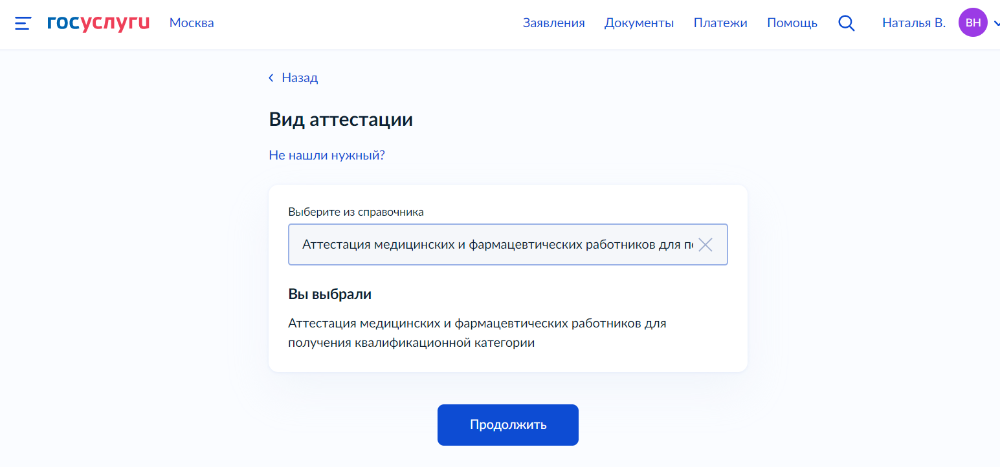 госуслуги Москва Заявления Документы Платежи Помощь Наталья В. ВН
Назад
Вид аттестации
Не нашли нужный?
Выберите из справочника
Аттестация медицинских и фармацевтических работников для по
Вы выбрали
Аттестация медицинских и фармацевтических работников для
получения квалификационной категории
Продолжить